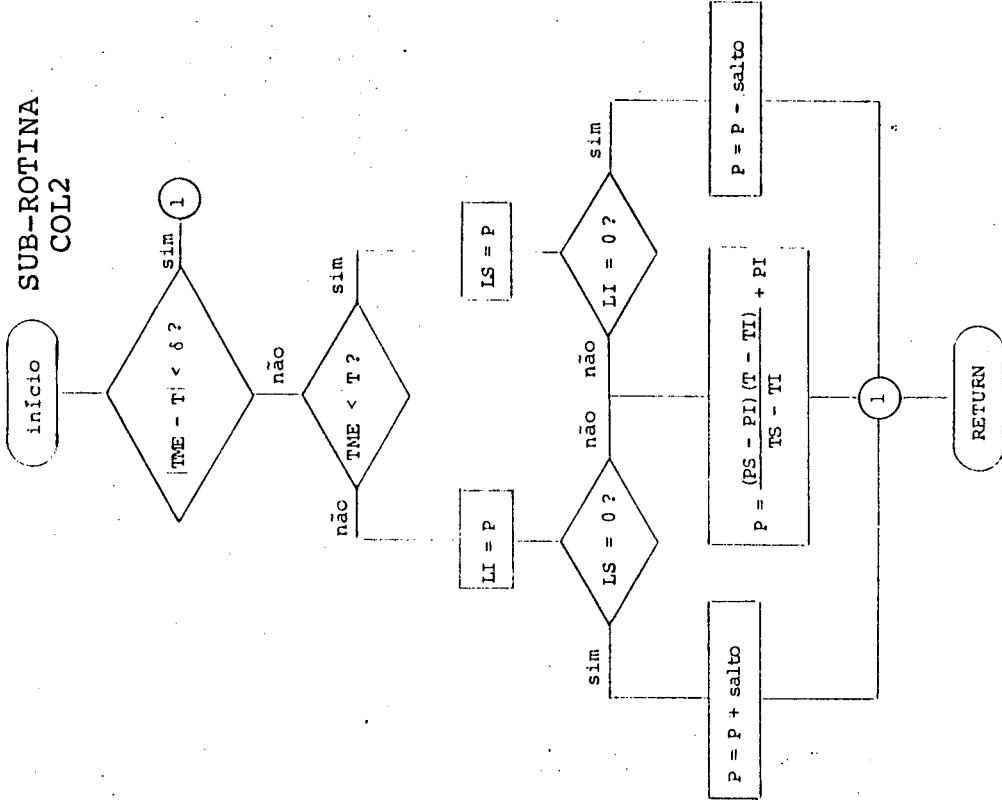 SUB-ROTINA
COL2
início
|TME - T| < δ ?
sim
1
não
TME < T ?
não
sim
LI = P
LS = P
LS = 0 ?
LI = 0 ?
sim
não
não
sim
P = P + salto
P = (PS - PI) (T - TI) / TS - TI + PI
P = P - salto
1
RETURN